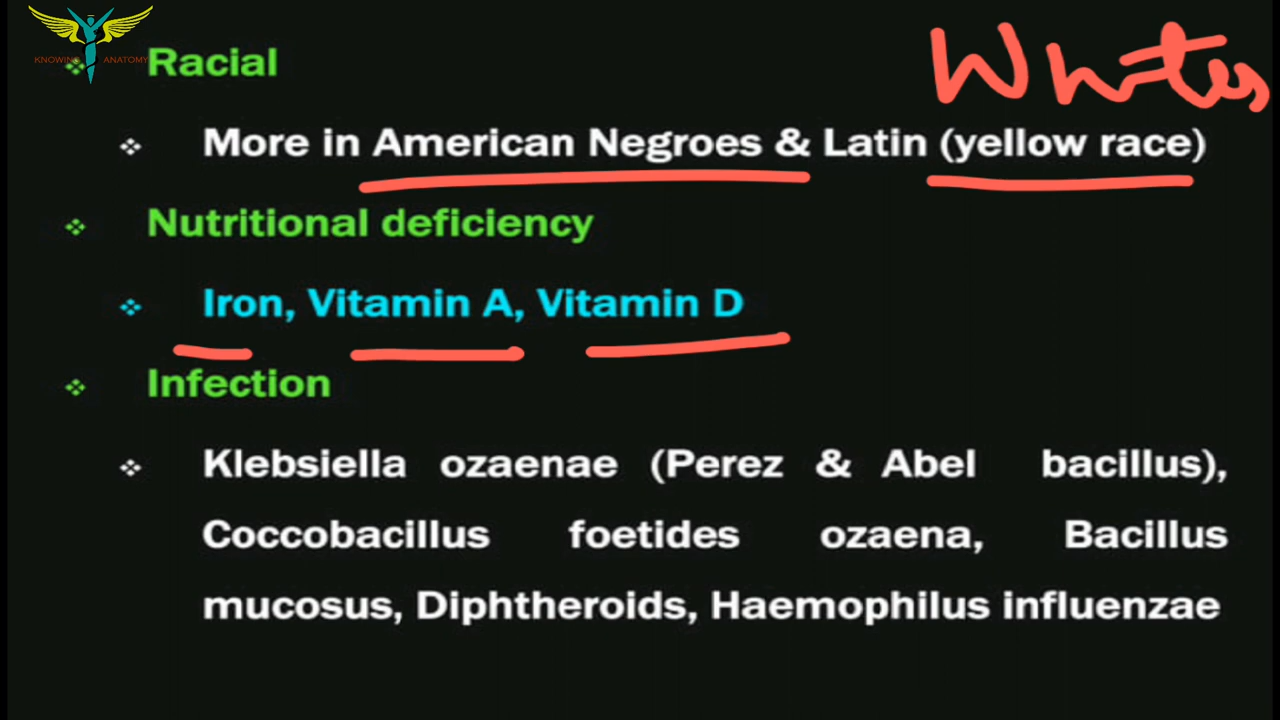 Whites
KNOWING ANATOMY
Racial
More in American Negroes & Latin (yellow race)
Nutritional deficiency
Iron, Vitamin A, Vitamin D
Infection
Klebsiella ozaenae (Perez & Abel bacillus),
Coccobacillus foetides ozaena, Bacillus
mucosus, Diphtheroids, Haemophilus influenzae